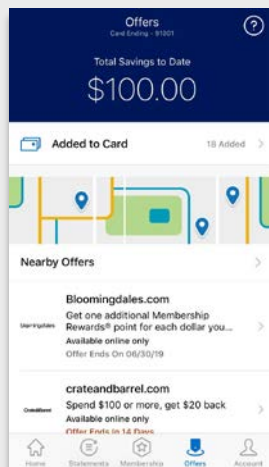 Offers
Card Ending - 91001
Total Savings to Date
$100.00
Added to Card
18 Added
Nearby Offers
Bloomingdales.com
Get one additional Membership
Rewards® point for each dollar you...
Available online only
Offer Ends On 06/30/19
bloomingdales
crateandbarrel.com
Spend $100 or more, get $20 back
Available online only
Crate&Barrel
Offer Ends In 14 Days
Home
Statements
Membership
Offers
Account